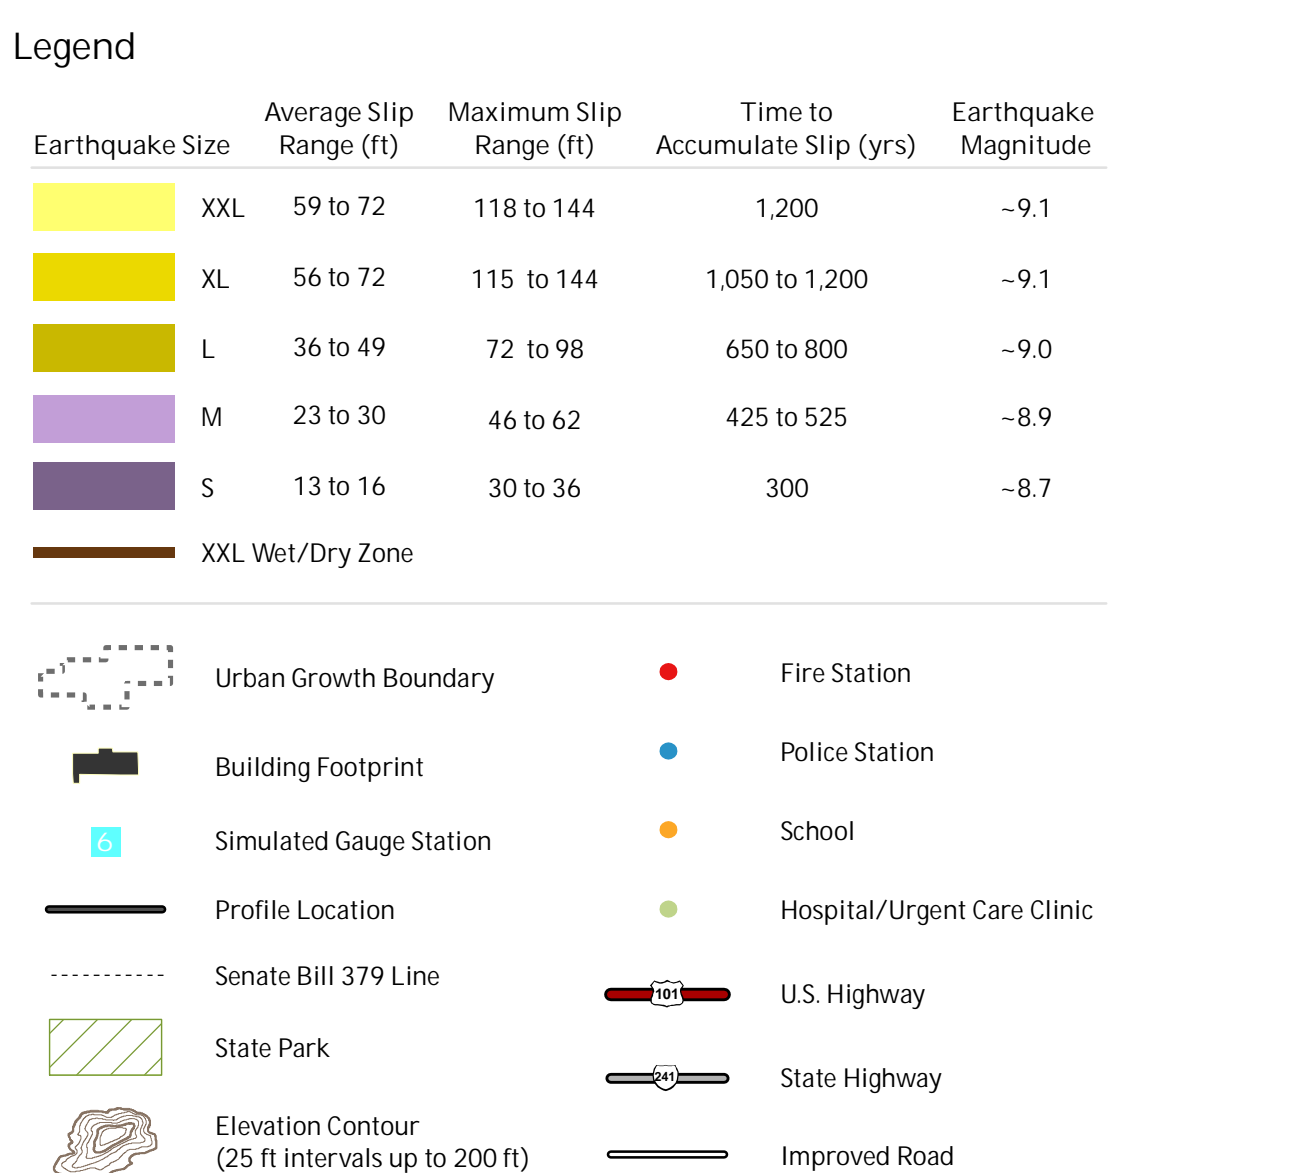 Legend
Earthquake Size
Average Slip
Range (ft)
Maximum Slip
Range (ft)
Time to
Accumulate Slip (yrs)
Earthquake
Magnitude
XXL 59 to 72 118 to 144 1,200 ~9.1
XL 56 to 72 115 to 144 1,050 to 1,200 ~9.1
L 36 to 49 72 to 98 650 to 800 ~9.0
M 23 to 30 46 to 62 425 to 525 ~8.9
S 13 to 16 30 to 36 300 ~8.7
XXL Wet/Dry Zone
Urban Growth Boundary
Building Footprint
6 Simulated Gauge Station
Profile Location
Senate Bill 379 Line
State Park
Elevation Contour
(25 ft intervals up to 200 ft)
Fire Station
Police Station
School
Hospital/Urgent Care Clinic
101 U.S. Highway
241 State Highway
Improved Road